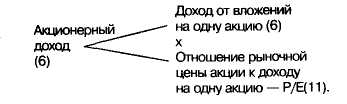 Акционерный
доход
(6)
Доход от вложений
на одну акцию (6)
x
Отношение рыночной
цены акции к доходу
на одну акцию — P/E(11).